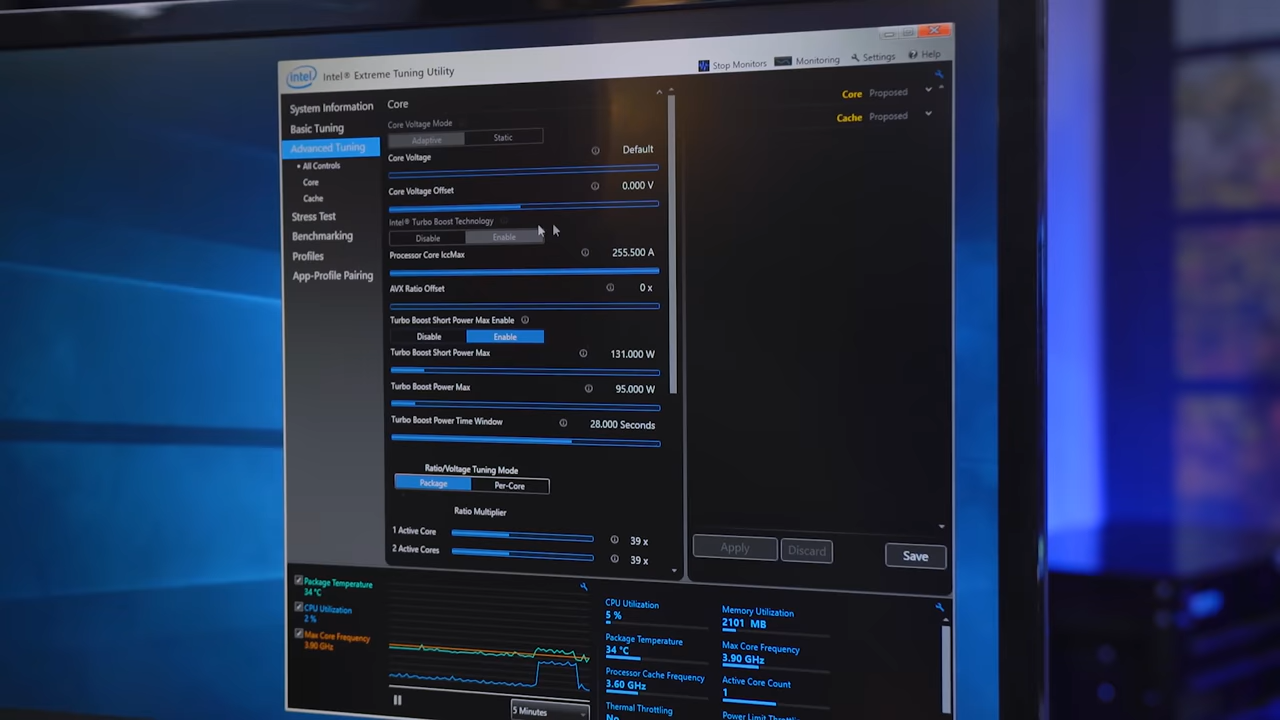 intel Intel® Extreme Tuning Utility
Stop Monitors Monitoring Settings Help
System Information
Basic Tuning
Advanced Tuning
All Controls
Core
Cache
Stress Test
Benchmarking
Profiles
App-Profile Pairing
Core
Core Voltage Mode
Adaptive Static
Core Voltage Default
Core Voltage Offset 0.000 V
Intel® Turbo Boost Technology
Disable Enable
Processor Core IccMax 255.500 A
AVX Ratio Offset 0 x
Turbo Boost Short Power Max Enable
Disable Enable
Turbo Boost Short Power Max 131.000 W
Turbo Boost Power Max 95.000 W
Turbo Boost Power Time Window 28.000 Seconds
Ratio/Voltage Tuning Mode
Package Per-Core
Ratio Multiplier
1 Active Core 39 x
2 Active Cores 39 x
Core Proposed
Cache Proposed
Apply Discard Save
Package Temperature
34 °C
CPU Utilization
2 %
Max Core Frequency
3.90 GHz
5 Minutes
CPU Utilization
5 %
Package Temperature
34 °C
Processor Cache Frequency
3.60 GHz
Thermal Throttling
No
Memory Utilization
2101 MB
Max Core Frequency
3.90 GHz
Active Core Count
1
Power Limit Throttling